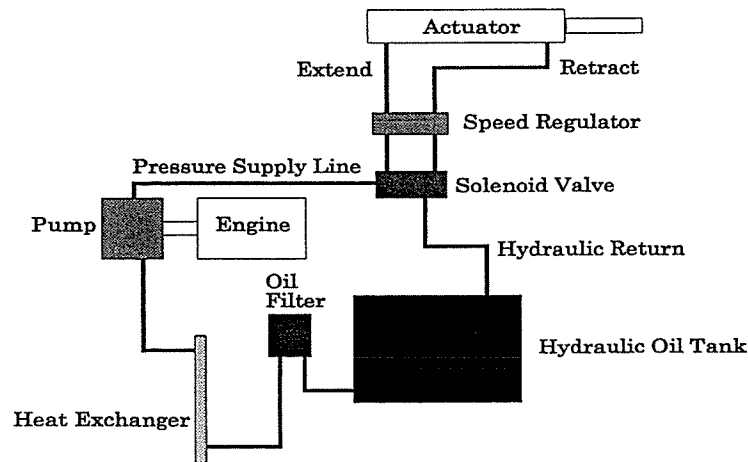 Actuator
Extend
Retract
Speed Regulator
Pressure Supply Line
Solenoid Valve
Pump
Engine
Hydraulic Return
Oil
Filter
Hydraulic Oil Tank
Heat Exchanger